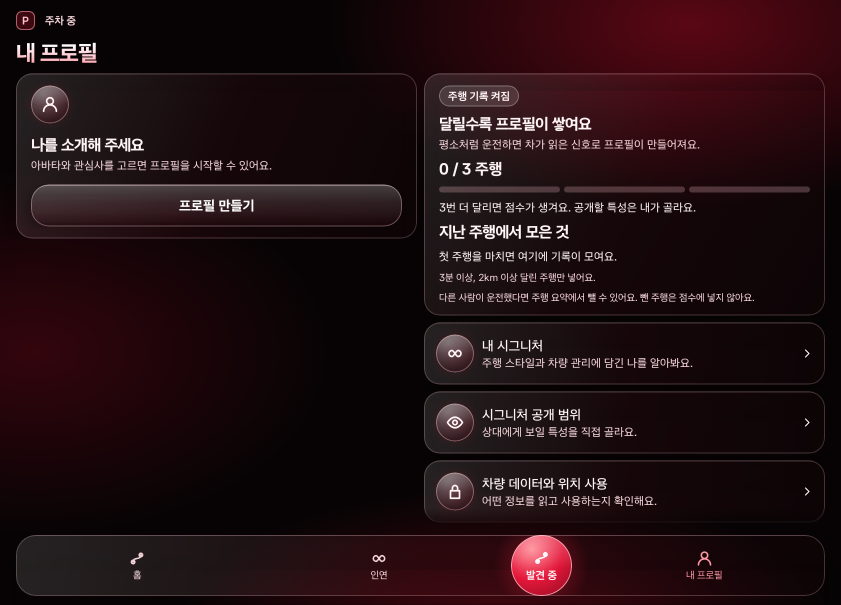 P 주차 중
내 프로필
나를 소개해 주세요
아바타와 관심사를 고르면 프로필을 시작할 수 있어요.
프로필 만들기
주행 기록 켜짐
달릴수록 프로필이 쌓여요
평소처럼 운전하면 차가 읽은 신호로 프로필이 만들어져요.
0 / 3 주행
3번 더 달리면 점수가 생겨요. 공개할 특성은 내가 골라요.
지난 주행에서 모은 것
첫 주행을 마치면 여기에 기록이 모여요.
3분 이상, 2km 이상 달린 주행만 넣어요.
다른 사람이 운전했다면 주행 요약에서 뺄 수 있어요. 뺀 주행은 점수에 넣지 않아요.
내 시그니처
주행 스타일과 차량 관리에 담긴 나를 알아봐요.
시그니처 공개 범위
상대에게 보일 특성을 직접 골라요.
차량 데이터와 위치 사용
어떤 정보를 읽고 사용하는지 확인해요.
홈
인연
발견 중
내 프로필